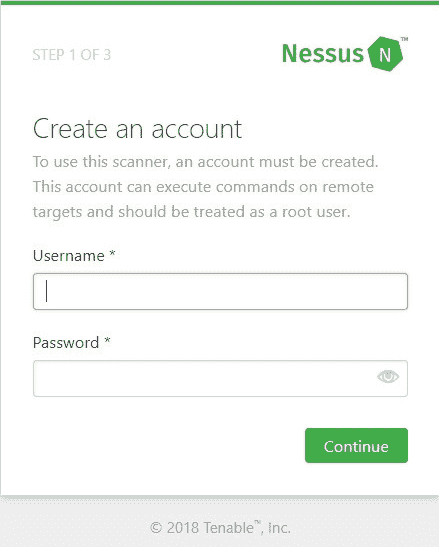 STEP 1 OF 3
Nessus N ™
Create an account
To use this scanner, an account must be created.
This account can execute commands on remote
targets and should be treated as a root user.
Username *
Password *
Continue
© 2018 Tenable™, Inc.